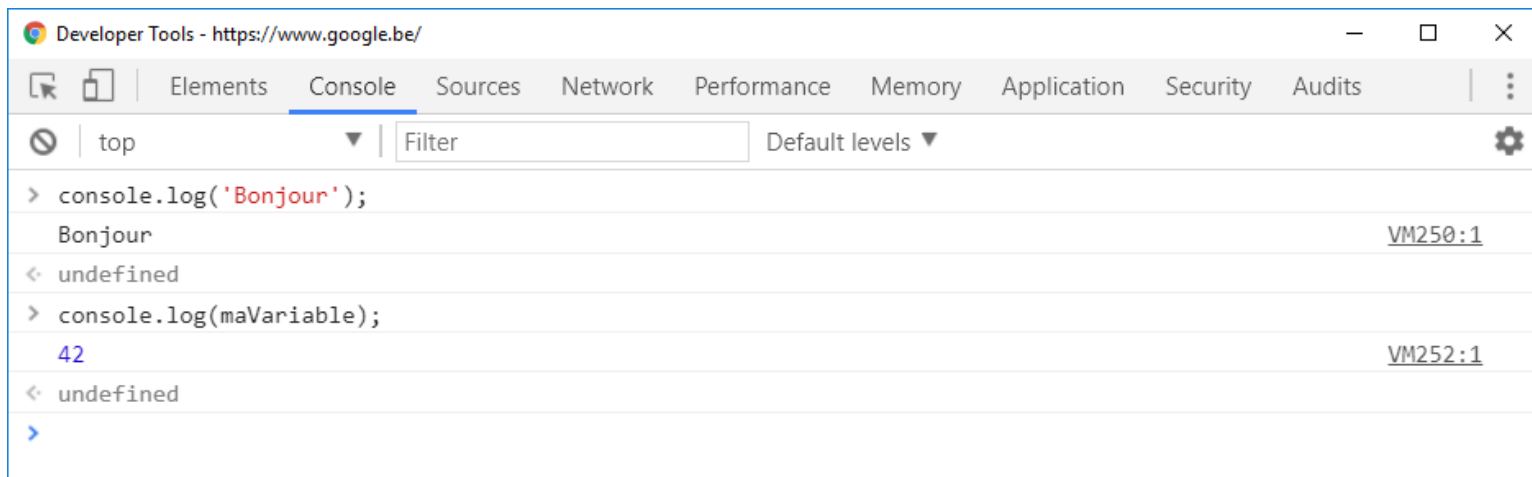 Developer Tools - https://www.google.be/
Elements Console Sources Network Performance Memory Application Security Audits
top Filter Default levels
> console.log('Bonjour');
Bonjour VM250:1
undefined
> console.log(maVariable);
42 VM252:1
undefined
>